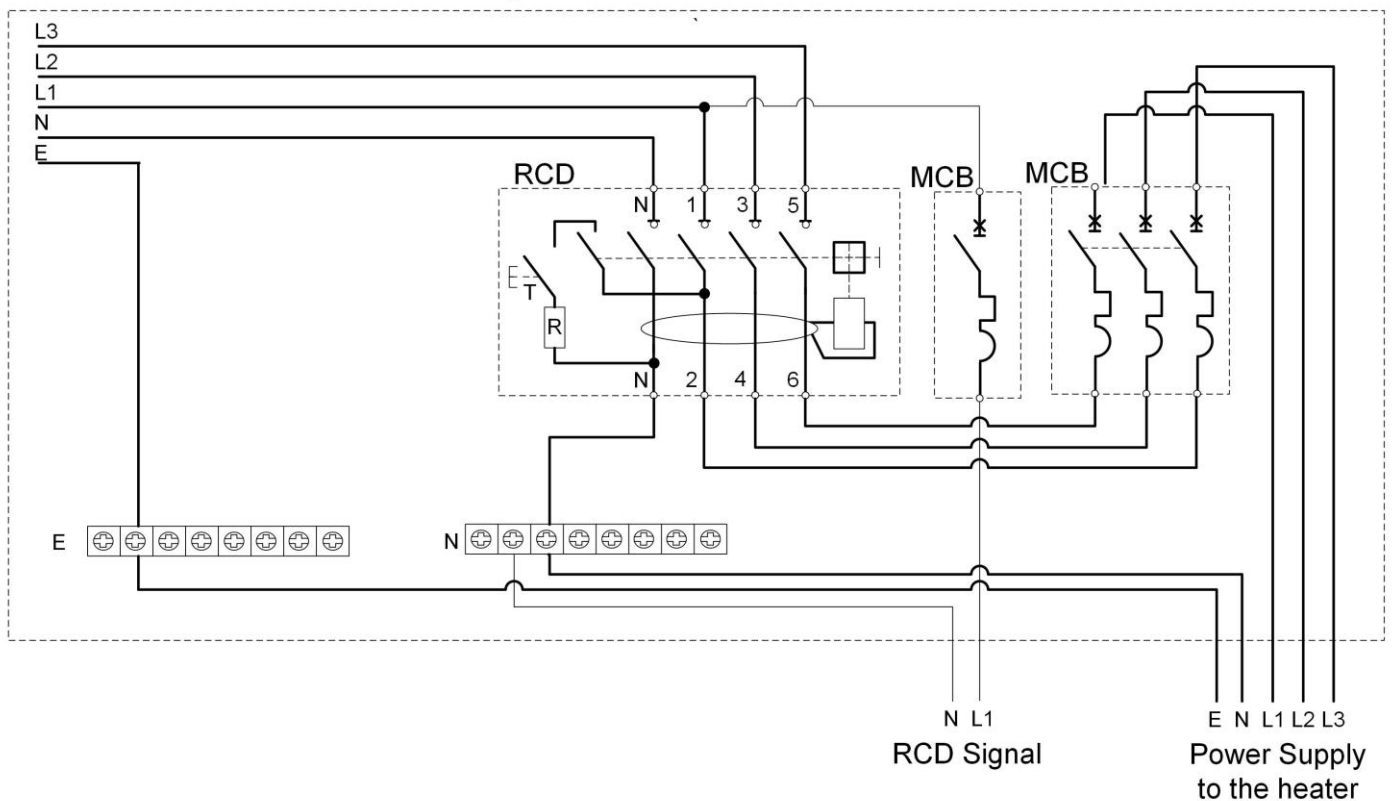 L3
L2
L1
N
E
RCD
MCB
MCB
N 1 3 5
T
R
N 2 4 6
E
N
N L1
RCD Signal
E N L1 L2 L3
Power Supply
to the heater